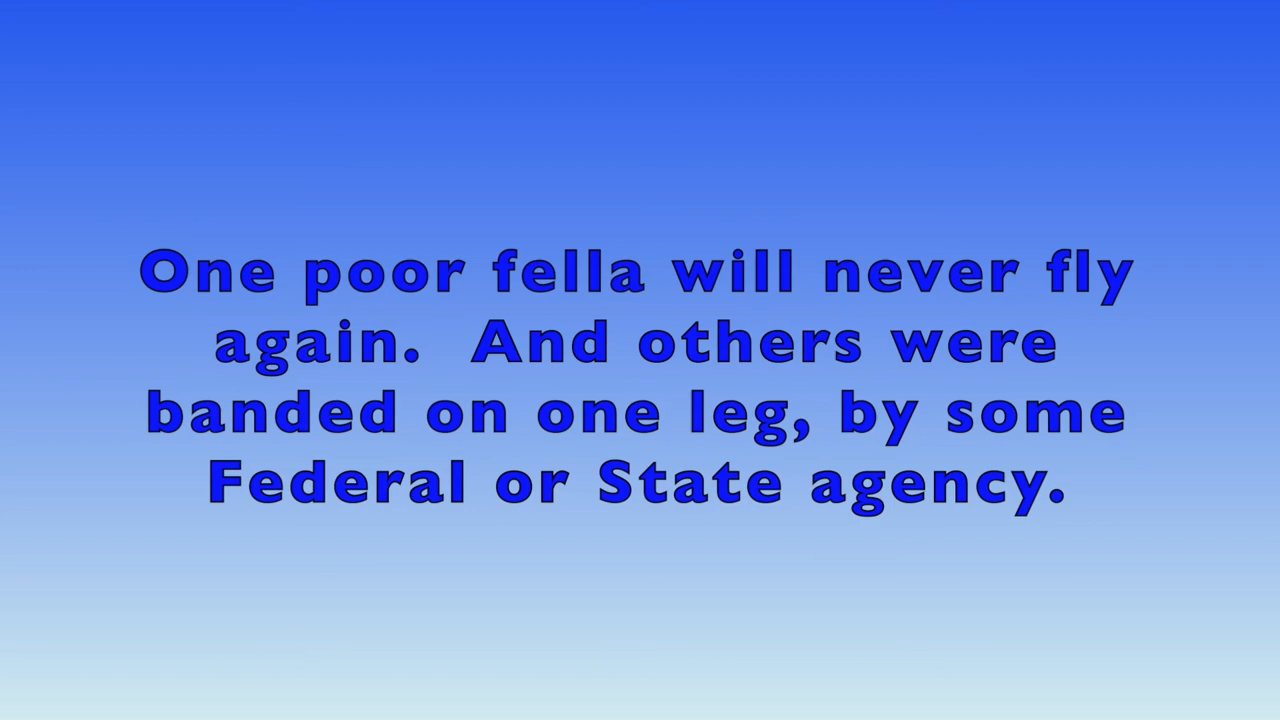 One poor fella will never fly
again.  And others were
banded on one leg, by some
Federal or State agency.